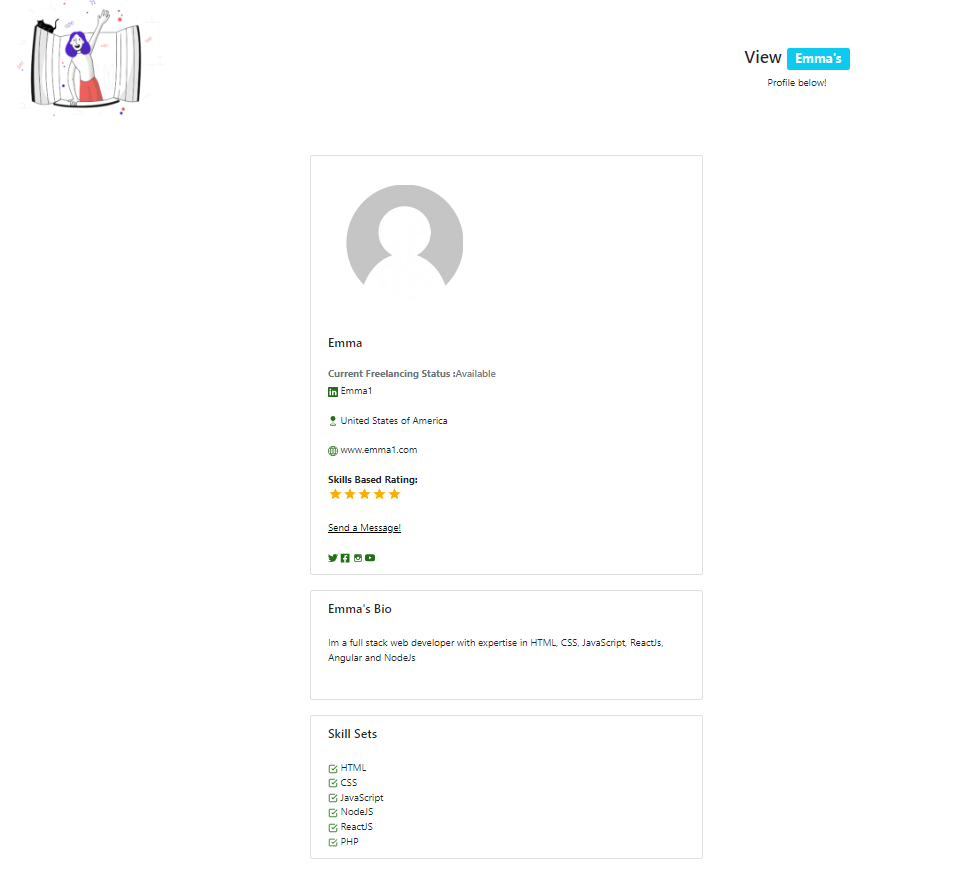 View Emma's
Profile below!
Emma
Current Freelancing Status :Available
Emma1
United States of America
www.emma1.com
Skills Based Rating:
Send a Message!
Emma's Bio
Im a full stack web developer with expertise in HTML, CSS, JavaScript, ReactJs,
Angular and NodeJs
Skill Sets
HTML
CSS
JavaScript
NodeJS
ReactJS
PHP